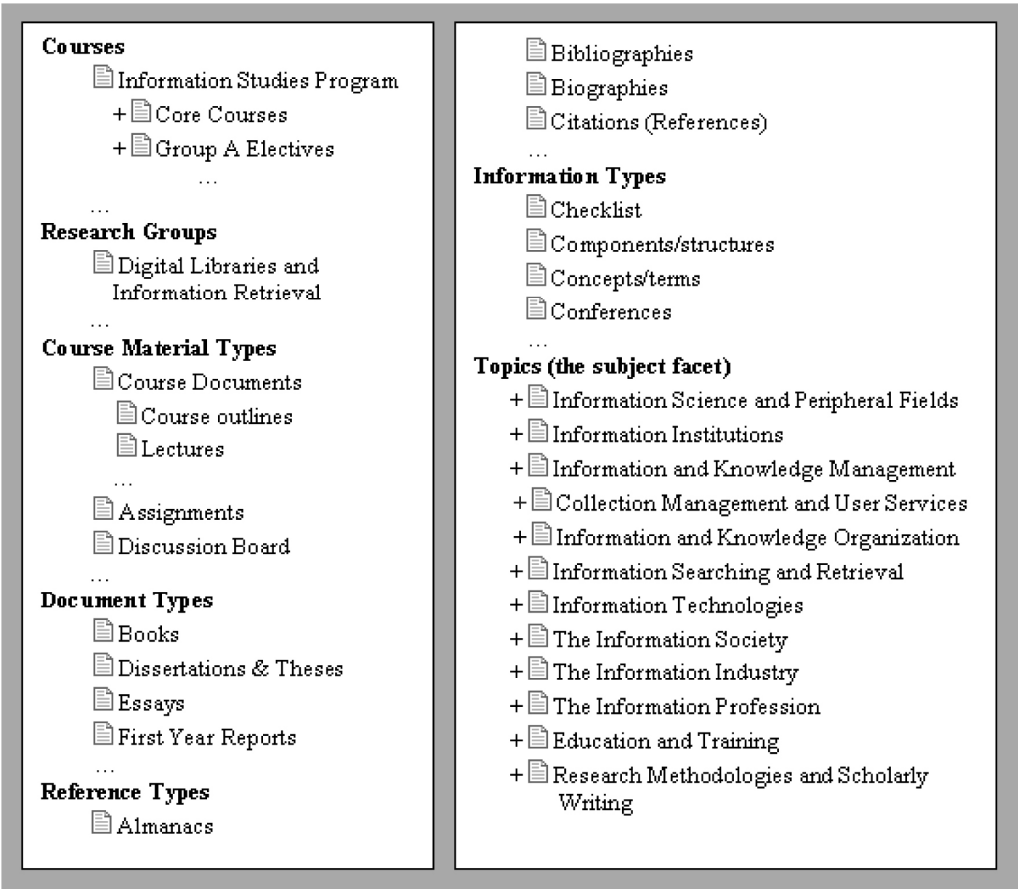 Courses
Information Studies Program
+ Core Courses
+ Group A Electives
...
...
Research Groups
Digital Libraries and
Information Retrieval
...
Course Material Types
Course Documents
Course outlines
Lectures
...
Assignments
Discussion Board
...
Document Types
Books
Dissertations & Theses
Essays
First Year Reports
...
Reference Types
Almanacs
Bibliographies
Biographies
Citations (References)
...
Information Types
Checklist
Components/structures
Concepts/terms
Conferences
...
Topics (the subject facet)
+ Information Science and Peripheral Fields
+ Information Institutions
+ Information and Knowledge Management
+ Collection Management and User Services
+ Information and Knowledge Organization
+ Information Searching and Retrieval
+ Information Technologies
+ The Information Society
+ The Information Industry
+ The Information Profession
+ Education and Training
+ Research Methodologies and Scholarly
Writing